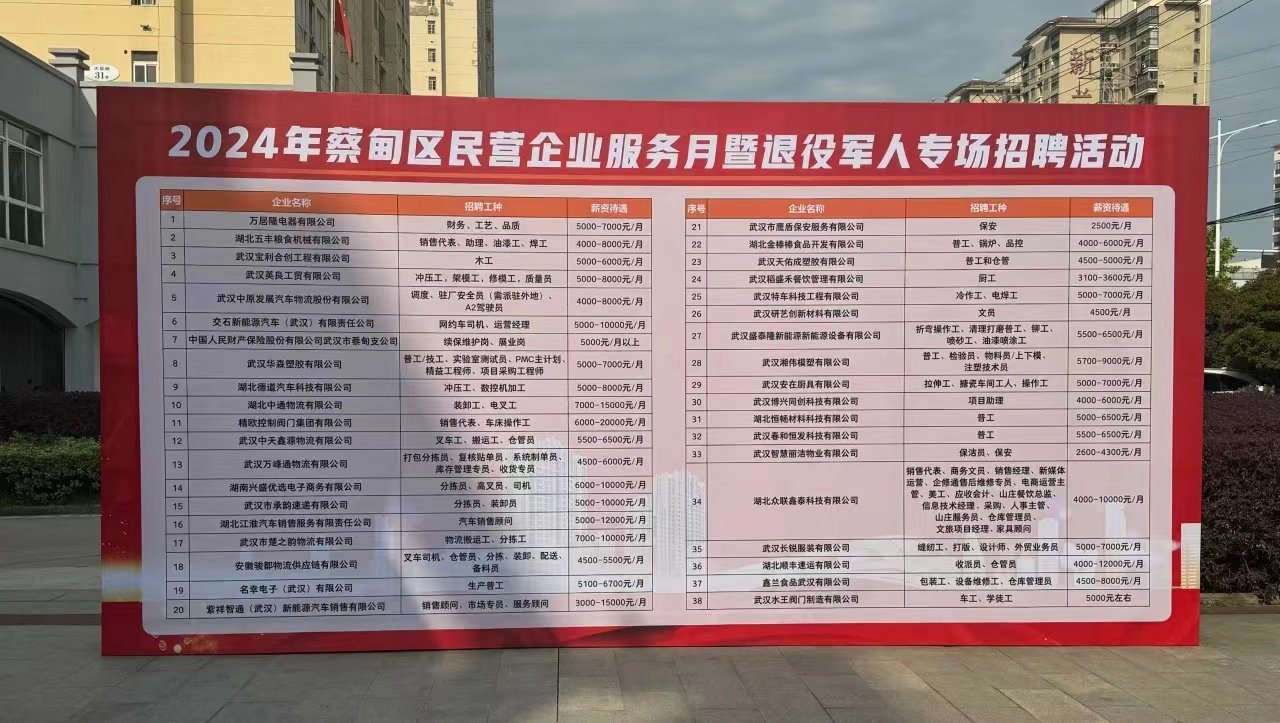 天星街
31号
新
2024年蔡甸区民营企业服务月暨退役军人专场招聘活动
序号 企业名称 招聘工种 薪资待遇
1 万居隆电器有限公司 财务、工艺、品质 5000-7000元/月
2 湖北五丰粮食机械有限公司 销售代表、助理、油漆工、焊工 4000-8000元/月
3 武汉宝利合创工程有限公司 木工 5000-6000元/月
4 武汉英良工贸有限公司 冲压工，架模工，修模工，质量员 5000-8000元/月
5 武汉中原发展汽车物流股份有限公司 调度、驻厂安全员（需派驻外地）、 4000-8000元/月
A2驾驶员
6 交石新能源汽车（武汉）有限责任公司 网约车司机、运营经理 5000-10000元/月
7 中国人民财产保险股份有限公司武汉市蔡甸支公司 续保维护岗、展业岗 5000元/月以上
8 武汉华森塑胶有限公司 普工/技工、实验室测试员、PMC主计划、 5000-7000元/月
精益工程师、项目采购工程师
9 湖北德道汽车科技有限公司 冲压工、数控机加工 5000-8000元/月
10 湖北中通物流有限公司 装卸工、电叉工 7000-15000元/月
11 精欧控制阀门集团有限公司 销售代表、车床操作工 6000-20000元/月
12 武汉中天鑫源物流有限公司 叉车工、搬运工、仓管员 5500-6500元/月
13 武汉万峰通物流有限公司 打包分拣员、复核贴单员、系统制单员、 4500-6000元/月
库存管理专员、收货专员
14 湖南兴盛优选电子商务有限公司 分拣员、高叉员、司机 6000-10000元/月
15 武汉市承韵速递有限公司 分拣员、装卸员 5000-10000元/月
16 湖北江淮汽车销售服务有限责任公司 汽车销售顾问 5000-12000元/月
17 武汉市楚之韵物流有限公司 物流搬运工、分拣工 7000-10000元/月
18 安徽骏都物流供应链有限公司 叉车司机、仓管员、分拣、装卸、配送、 4500-5500元/月
备料员
19 名幸电子（武汉）有限公司 生产普工 5100-6700元/月
20 紫祥智通（武汉）新能源汽车销售有限公司 销售顾问、市场专员、服务顾问 3000-15000元/月
序号 企业名称 招聘工种 薪资待遇
21 武汉市鹰盾保安服务有限公司 保安 2500元/月
22 湖北金棒棒食品开发有限公司 普工、锅炉、品控 4000-6000元/月
23 武汉天佑成塑胶有限公司 普工和仓管 4500-5000元/月
24 武汉稻盛禾餐饮管理有限公司 厨工 3100-3600元/月
25 武汉特车科技工程有限公司 冷作工、电焊工 5000-7000元/月
26 武汉研艺创新材料有限公司 文员 4500元/月
27 武汉盛泰隆新能源新能源设备有限公司 折弯操作工、清理打磨普工、铆工、 5500-6500元/月
喷砂工、油漆喷涂工
28 武汉湘伟模塑有限公司 普工、检验员、物料员/上下模、 5700-9000元/月
注塑技术员
29 武汉安在厨具有限公司 拉伸工、搪瓷车间工人、操作工 5000-7000元/月
30 武汉博兴同创科技有限公司 项目助理 4000-6000元/月
31 湖北恒畅材料科技有限公司 普工 5000-6500元/月
32 武汉春和恒发科技有限公司 普工 5500-6500元/月
33 武汉智慧丽洁物业有限公司 保洁员、保安 2600-4300元/月
34 湖北众联鑫泰科技有限公司 销售代表、商务文员、销售经理、新媒体 4000-10000元/月
运营、企修通售后维修专员、电商运营主
管、美工、应收会计、山庄餐饮总监、
信息技术经理、采购、人事主管、
山庄服务员、仓库管理员、
文旅项目经理、家具顾问
35 武汉长锐服装有限公司 缝纫工、打版、设计师、外贸业务员 5000-7000元/月
36 湖北顺丰速运有限公司 收派员、仓管员 4000-12000元/月
37 鑫兰食品武汉有限公司 包装工、设备维修工、仓库管理员 4500-8000元/月
38 武汉水王阀门制造有限公司 车工、学徒工 5000元左右